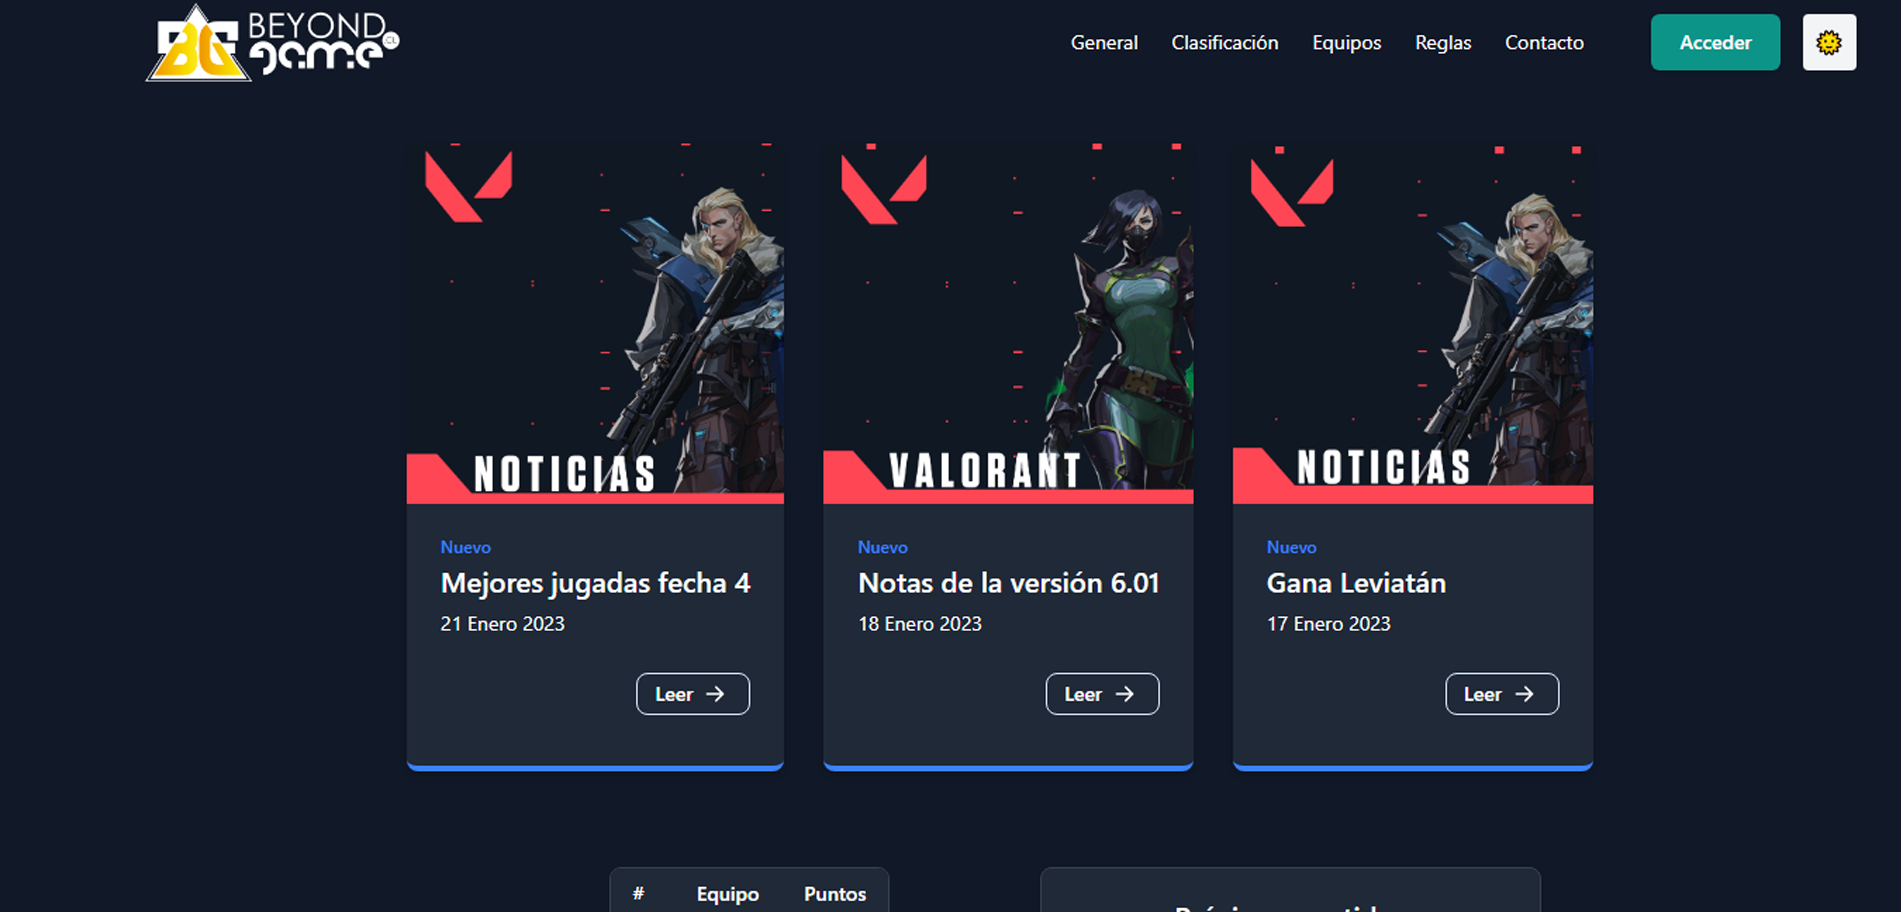 BG BEYOND
game CL
General Clasificación Equipos Reglas Contacto Acceder
NOTICIAS
Nuevo
Mejores jugadas fecha 4
21 Enero 2023
Leer →
VALORANT
Nuevo
Notas de la versión 6.01
18 Enero 2023
Leer →
NOTICIAS
Nuevo
Gana Leviatán
17 Enero 2023
Leer →
# Equipo Puntos